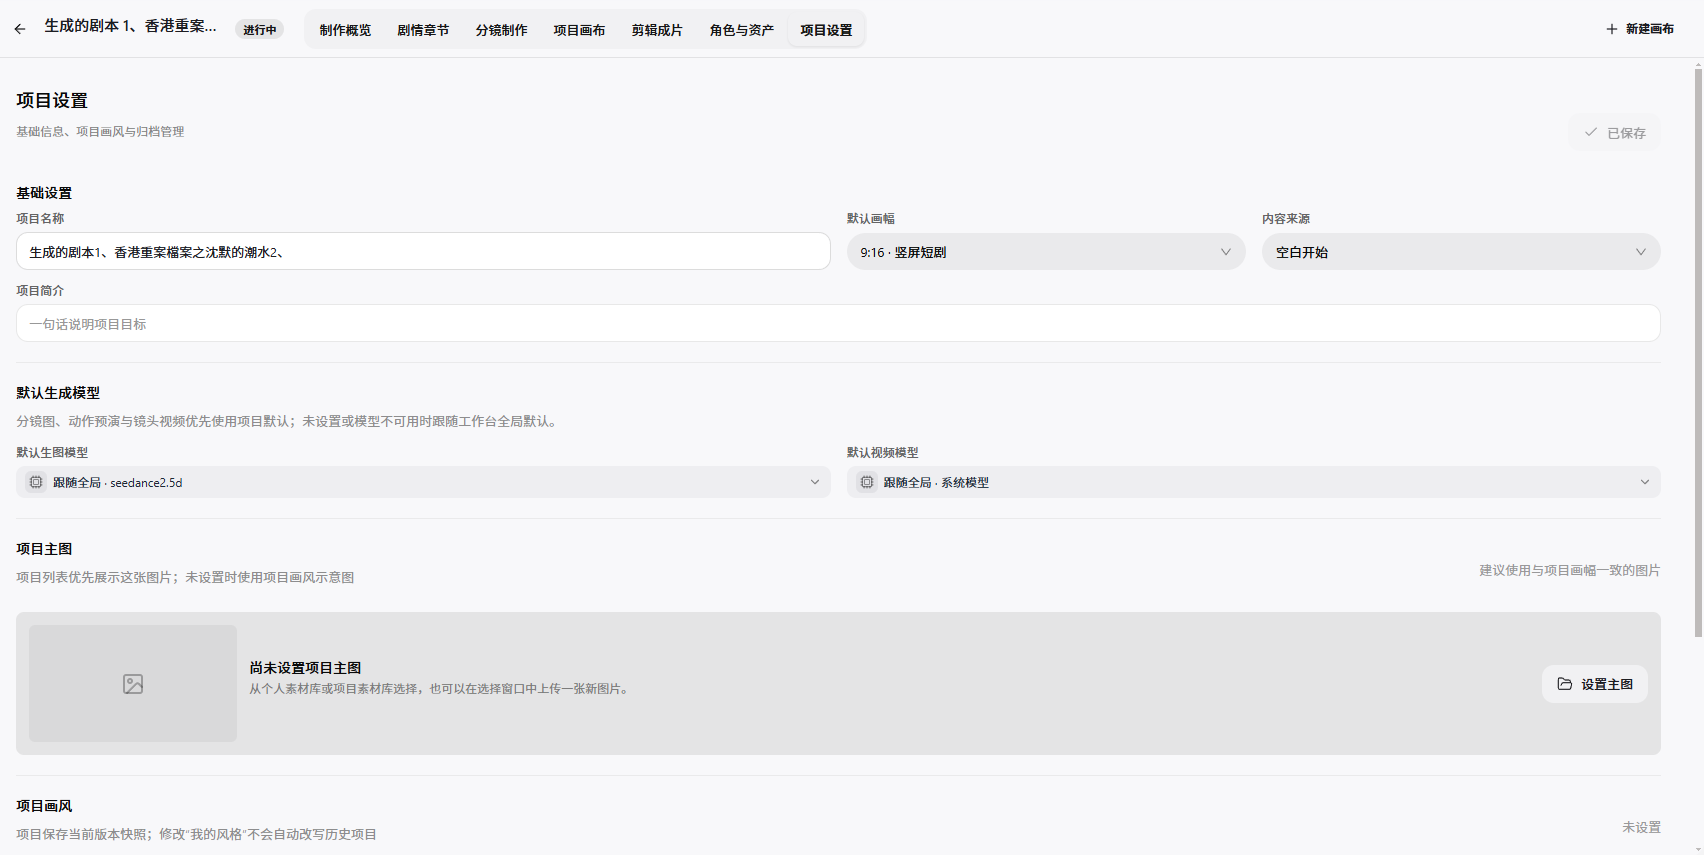 生成的剧本 1、香港重案...
进行中
制作概览
剧情章节
分镜制作
项目画布
剪辑成片
角色与资产
项目设置
新建画布
项目设置
基础信息、项目画风与归档管理
已保存
基础设置
项目名称
默认画幅
内容来源
生成的剧本1、香港重案檔案之沈默的潮水2、
9:16 · 竖屏短剧
空白开始
项目简介
一句话说明项目目标
默认生成模型
分镜图、动作预演与镜头视频优先使用项目默认；未设置或模型不可用时跟随工作台全局默认。
默认生图模型
默认视频模型
跟随全局 · seedance2.5d
跟随全局 · 系统模型
项目主图
项目列表优先展示这张图片；未设置时使用项目画风示意图
建议使用与项目画幅一致的图片
尚未设置项目主图
从个人素材库或项目素材库选择，也可以在选择窗口中上传一张新图片。
设置主图
项目画风
项目保存当前版本快照；修改“我的风格”不会自动改写历史项目
未设置